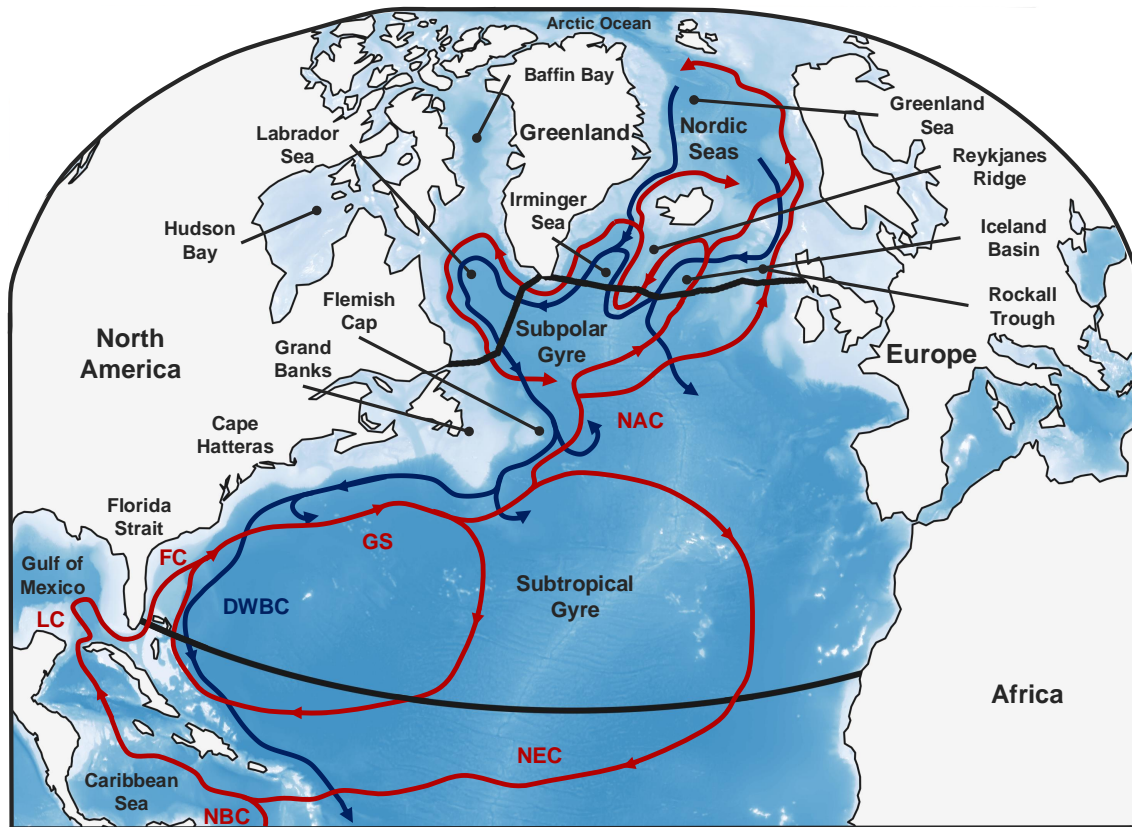 Arctic Ocean
Baffin Bay
Greenland
Nordic
Seas
Greenland
Sea
Labrador
Sea
Reykjanes
Ridge
Irminger
Sea
Hudson
Bay
Iceland
Basin
Flemish
Cap
Rockall
Trough
North
America
Subpolar
Gyre
Europe
Grand
Banks
NAC
Cape
Hatteras
Florida
Strait
GS
FC
Gulf of
Mexico
LC
DWBC
Subtropical
Gyre
Africa
NEC
Caribbean
Sea
NBC